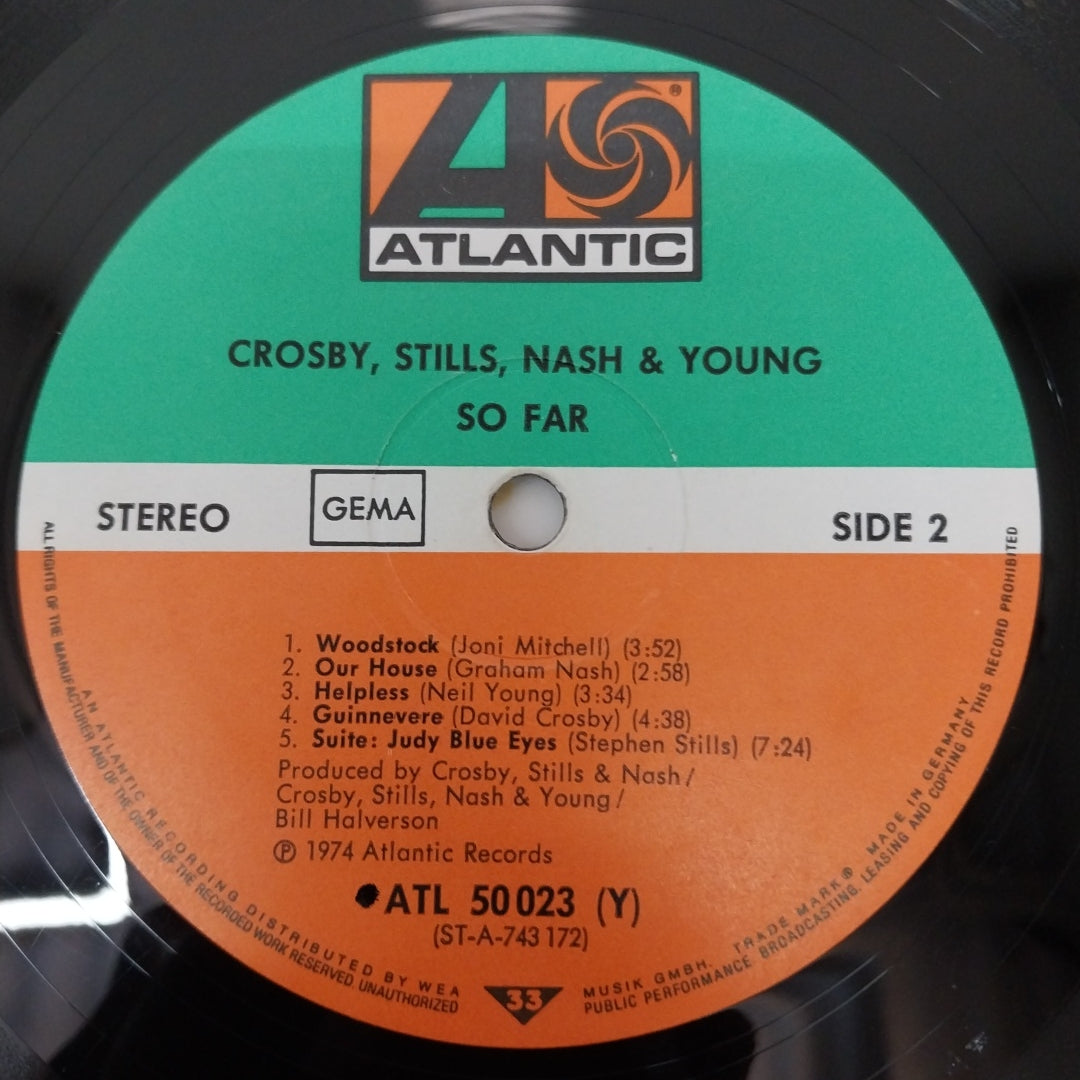 ®
ATLANTIC
CROSBY, STILLS, NASH & YOUNG
SO FAR
STEREO
GEMA
SIDE 2
1. Woodstock (Joni Mitchell) (3:52)
2. Our House (Graham Nash) (2:58)
3. Helpless (Neil Young) (3:34)
4. Guinnevere (David Crosby) (4:38)
5. Suite: Judy Blue Eyes (Stephen Stills) (7:24)
Produced by Crosby, Stills & Nash/
Crosby, Stills, Nash & Young/
Bill Halverson
Ⓟ 1974 Atlantic Records
ATL 50 023 (Y)
(ST-A-743 172)
33
AN ATLANTIC RECORDING DISTRIBUTED BY WEA MUSIK GMBH. TRADE MARK® MADE IN GERMANY
ALL RIGHTS OF THE MANUFACTURER AND OF THE OWNER OF THE RECORDED WORK RESERVED. UNAUTHORIZED PUBLIC PERFORMANCE, BROADCASTING, LEASING AND COPYING OF THIS RECORD PROHIBITED